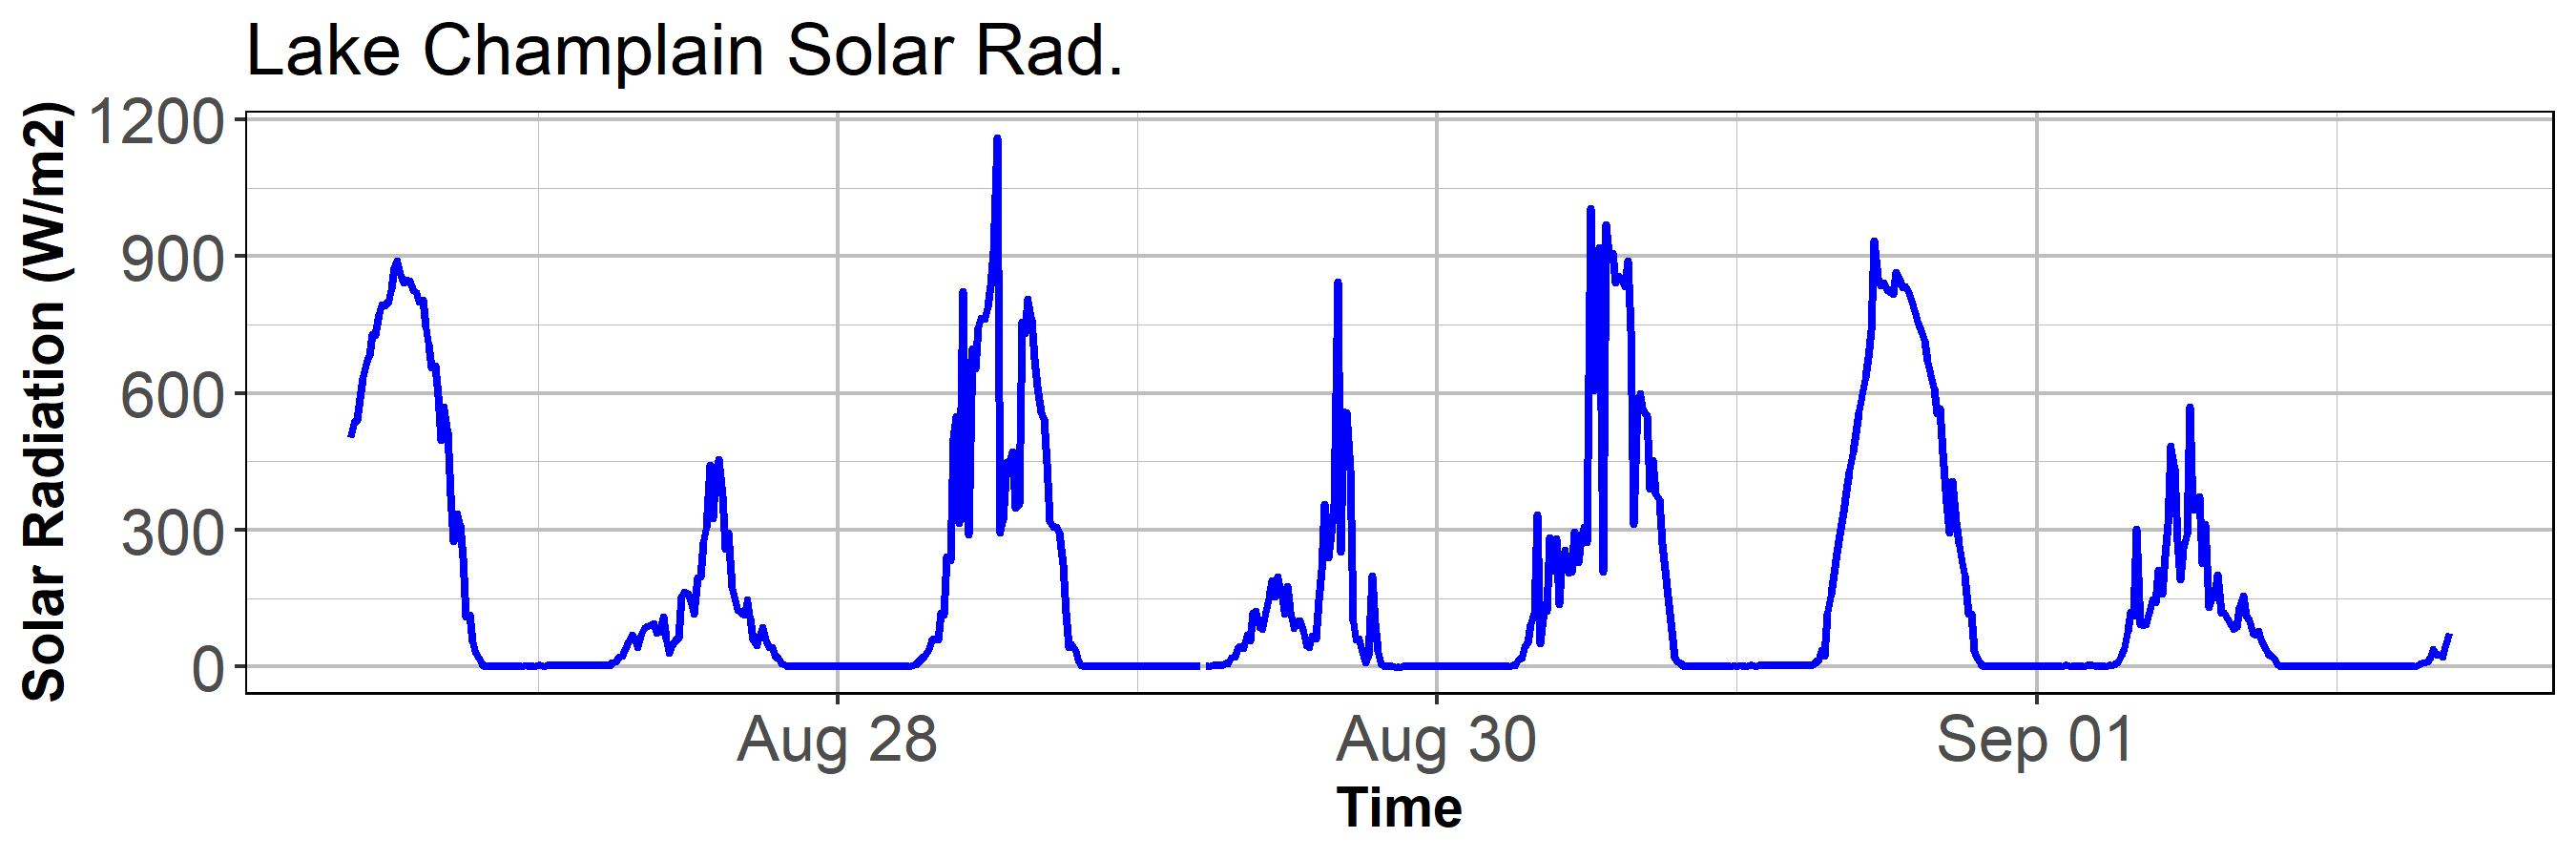 Lake Champlain Solar Rad.
Solar Radiation (W/m2)
1200
900
600
300
0
Aug 28
Aug 30
Sep 01
Time